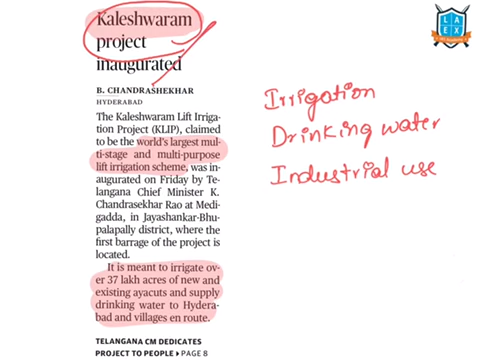 Kaleshwaram
project
inaugurated
B. CHANDRASHEKHAR
HYDERABAD
The Kaleshwaram Lift Irriga-
tion Project (KLIP), claimed
to be the world's largest mul-
ti-stage and multi-purpose
lift irrigation scheme, was in-
augurated on Friday by Te-
langana Chief Minister K.
Chandrasekhar Rao at Medi-
gadda, in Jayashankar-Bhu-
palapally district, where the
first barrage of the project is
located.
It is meant to irrigate ov-
er 37 lakh acres of new and
existing ayacuts and supply
drinking water to Hydera-
bad and villages en route.
TELANGANA CM DEDICATES
PROJECT TO PEOPLE ▸ PAGE 8
Irrigation
Drinking water
Industrial use
L A
E X